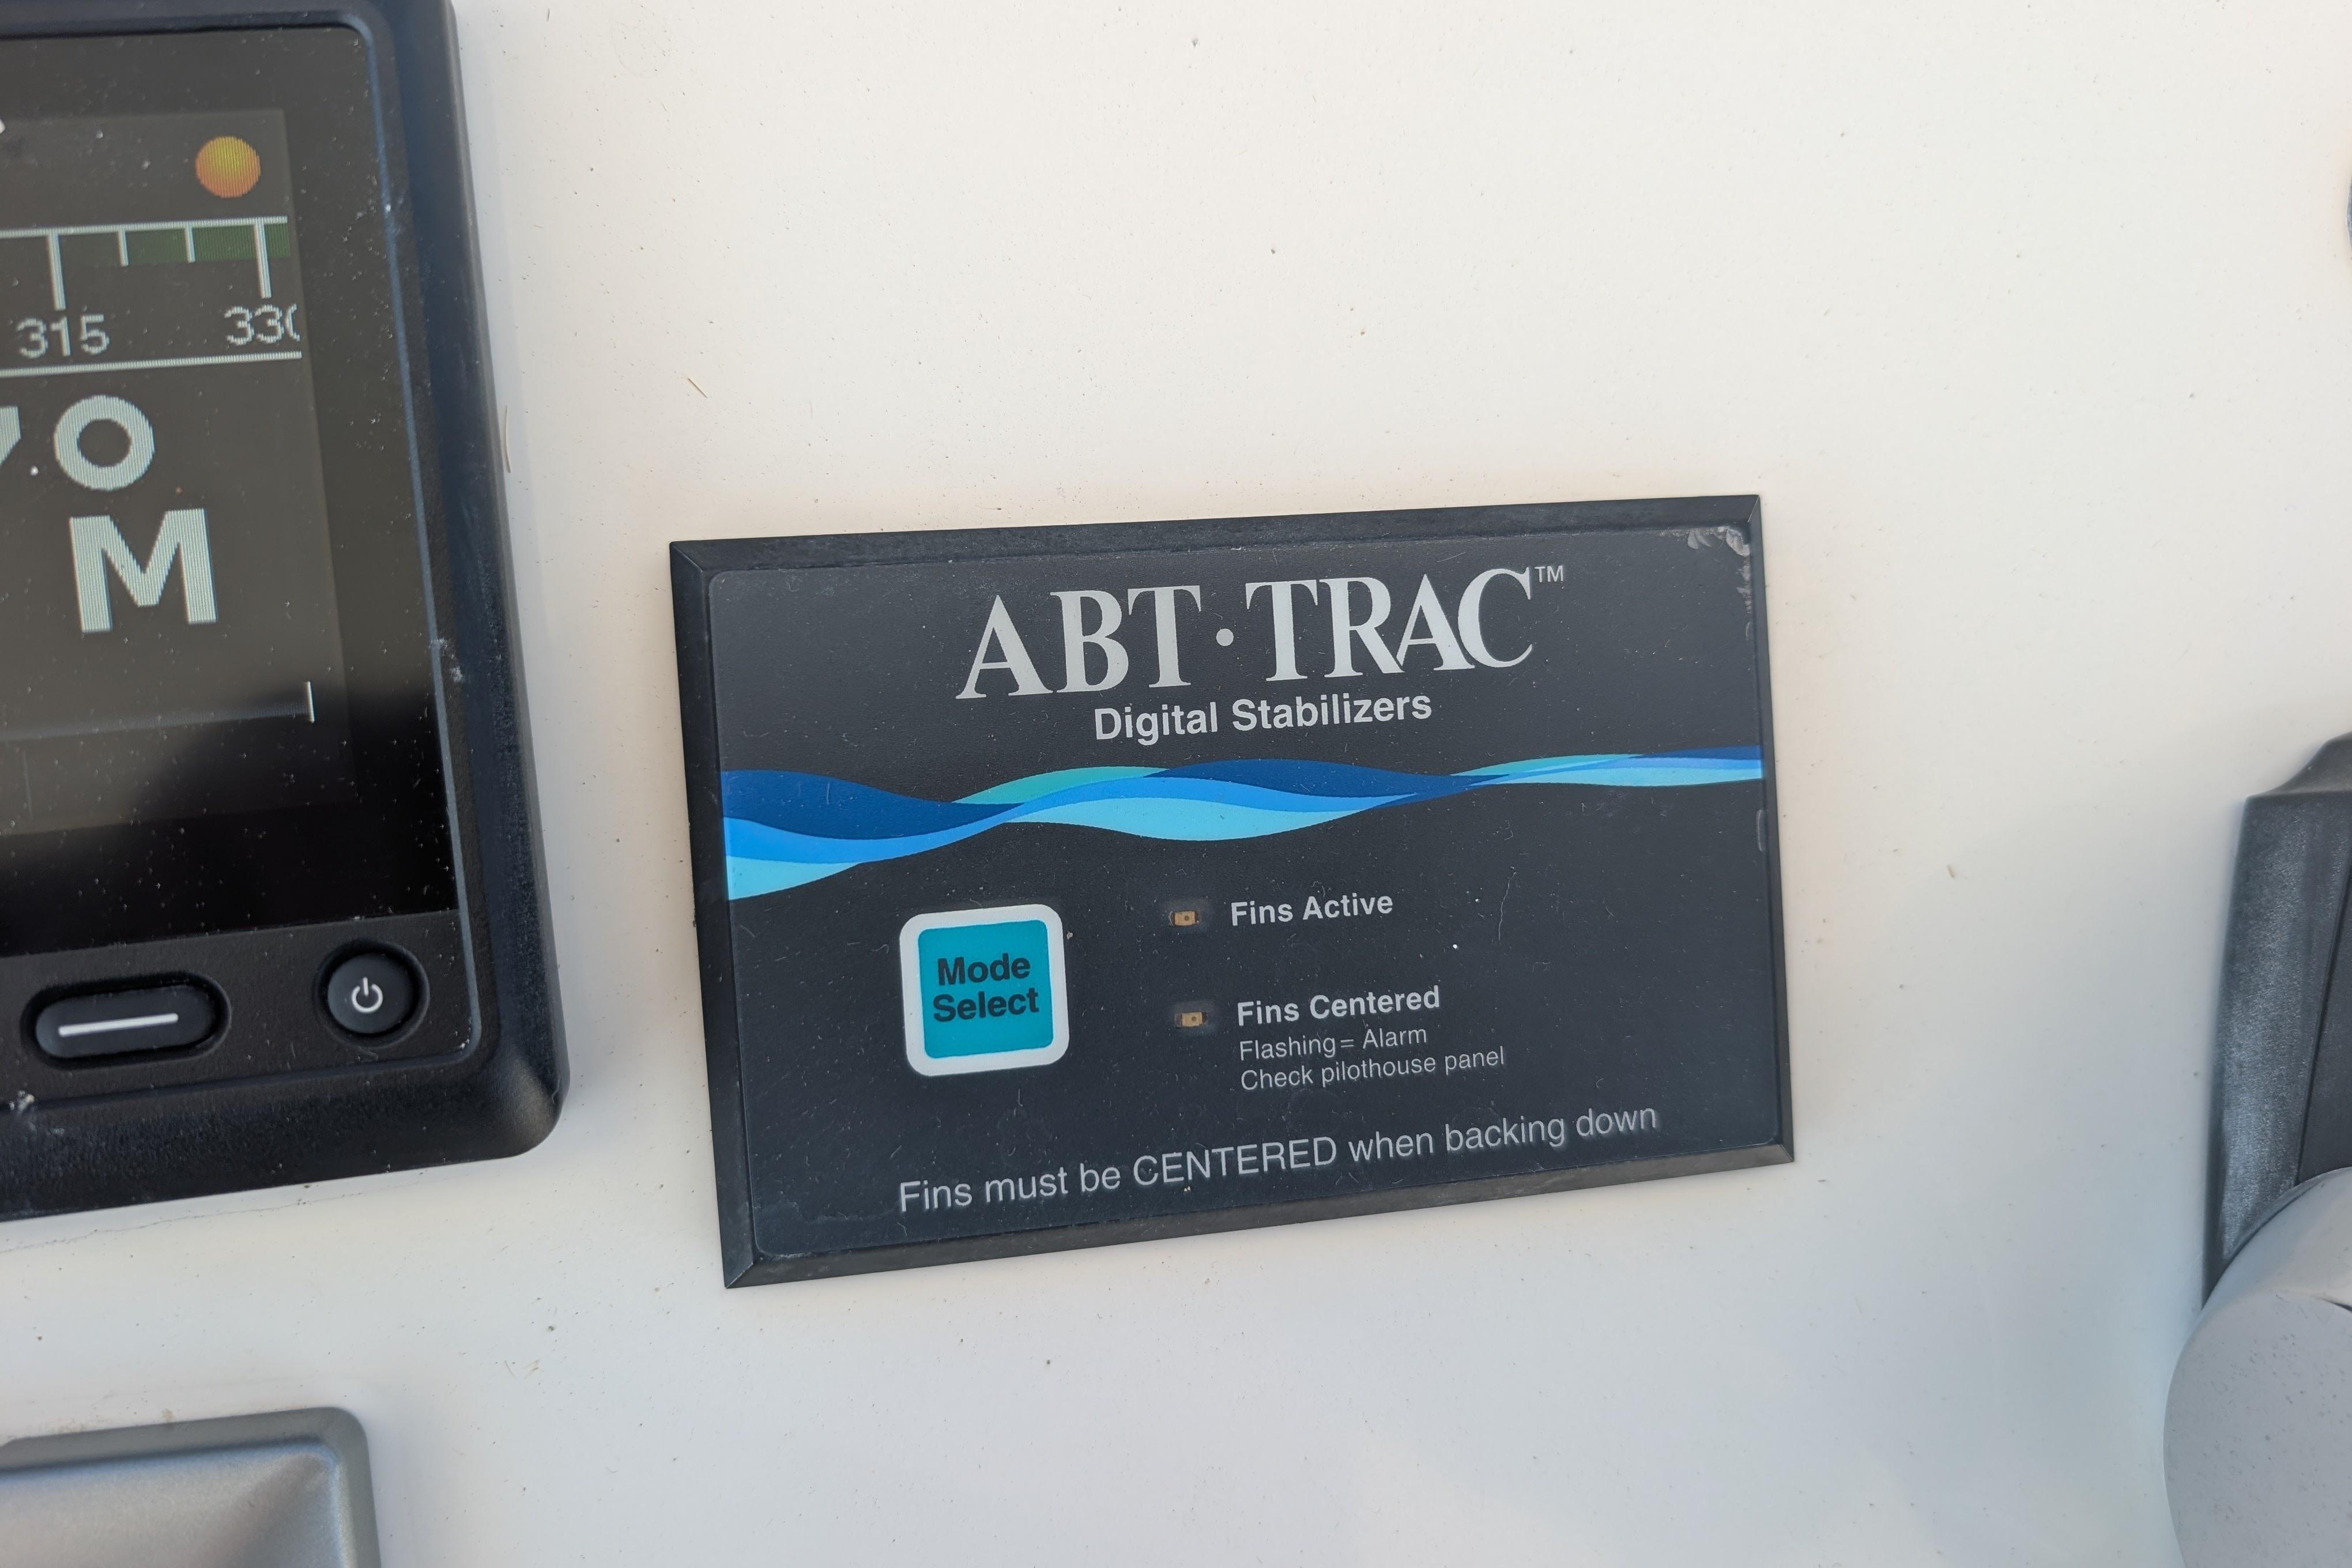 315 330
M
ABT·TRAC™
Digital Stabilizers
Mode
Select
Fins Active
Fins Centered
Flashing= Alarm
Check pilothouse panel
Fins must be CENTERED when backing down